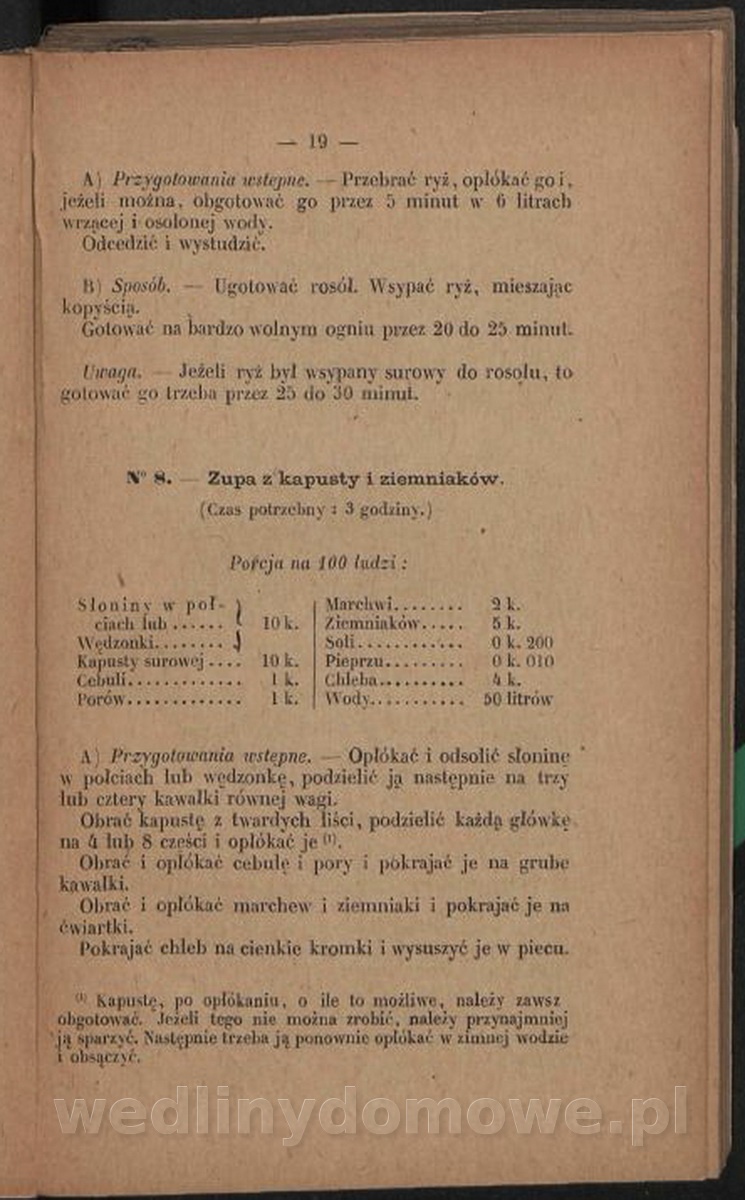 — 19 —
A) Przygotowania wstępne. — Przebrać ryż, opłókać go i,
jeżeli można, obgotować go przez 5 minut w 6 litrach
wrzącej i osolonej wody.
Odcedzić i wystudzić.
B) Sposób. — Ugotować rosół. Wsypać ryż, mieszając
kopyścią.
Gotować na bardzo wolnym ogniu przez 20 do 25 minut.
Uwaga. — Jeżeli ryż był wsypany surowy do rosołu, to
gotować go trzeba przez 25 do 30 minut.
N° 8. — Zupa z kapusty i ziemniaków.
(Czas potrzebny : 3 godziny.)
Porcja na 100 ludzi :
Słoniny w poł-
ciach lub ...... 10 k.
Wędzonki........
Kapusty surowej .... 10 k.
Cebuli............. 1 k.
Porów............. 1 k.
Marchwi........ 2 k.
Ziemniaków..... 5 k.
Soli............ 0 k. 200
Pieprzu......... 0 k. 010
Chleba.......... 4 k.
Wody........... 50 litrów
A) Przygotowania wstępne. — Opłókać i odsolić słoninę
w połciach lub wędzonkę, podzielić ją następnie na trzy
lub cztery kawałki równej wagi.
Obrać kapustę z twardych liści, podzielić każdą główkę
na 4 lub 8 części i opłókać je (1).
Obrać i opłókać cebulę i pory i pokrajać je na grube
kawałki.
Obrać i opłókać marchew i ziemniaki i pokrajać je na
ćwiartki.
Pokrajać chleb na cienkie kromki i wysuszyć je w piecu.
(1) Kapustę, po opłókaniu, o ile to możliwe, należy zawsz
obgotować. Jeżeli tego nie można zrobić, należy przynajmniej
ją sparzyć. Następnie trzeba ją ponownie opłókać w zimnej wodzie
i obsączyć.
wedlinydomowe.pl